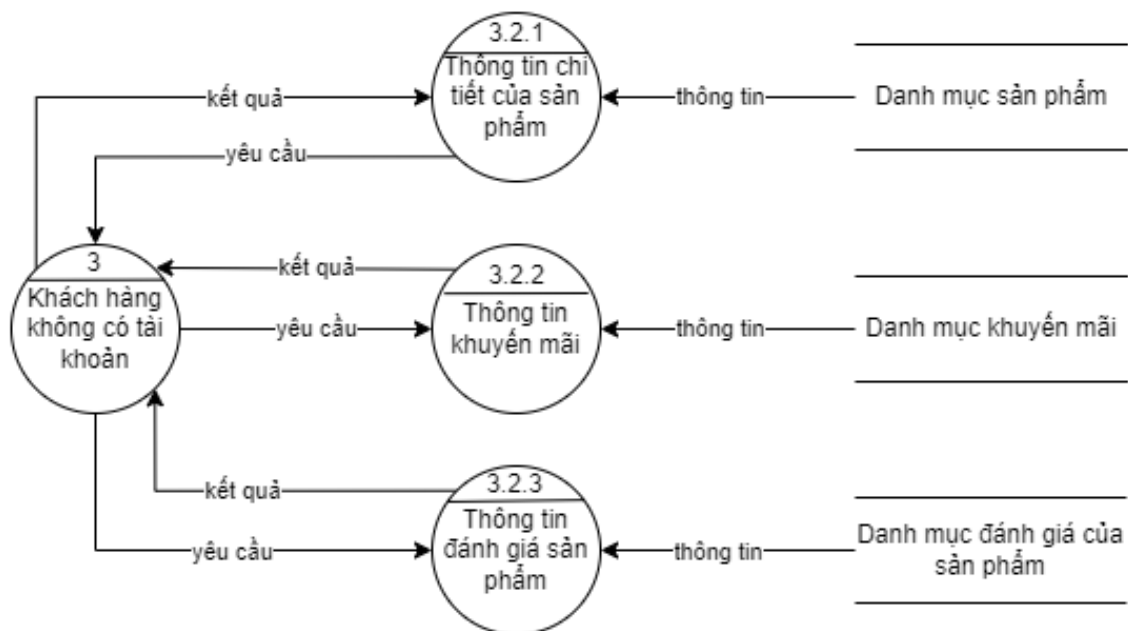 3.2.1
Thông tin chi
tiết của sản
phẩm
kết quả
thông tin
Danh mục sản phẩm
yêu cầu
3
Khách hàng
không có tài
khoản
kết quả
yêu cầu
3.2.2
Thông tin
khuyến mãi
thông tin
Danh mục khuyến mãi
kết quả
yêu cầu
3.2.3
Thông tin
đánh giá sản
phẩm
thông tin
Danh mục đánh giá của
sản phẩm